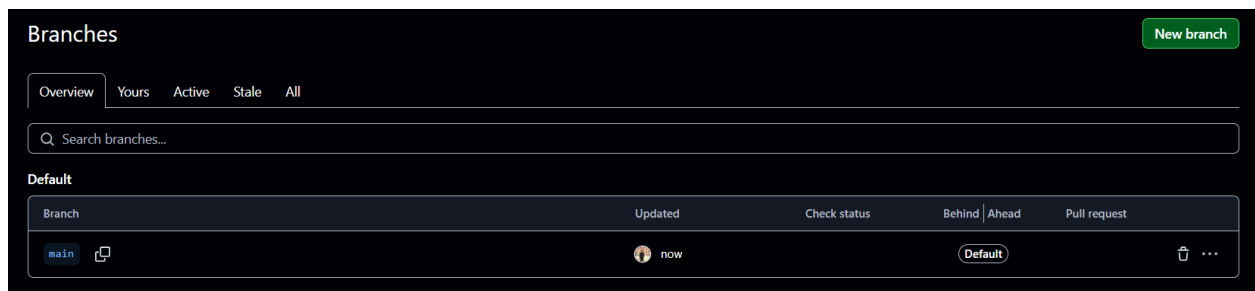 Branches
New branch
Overview Yours Active Stale All
Search branches...
Default
Branch Updated Check status Behind Ahead Pull request
main now Default